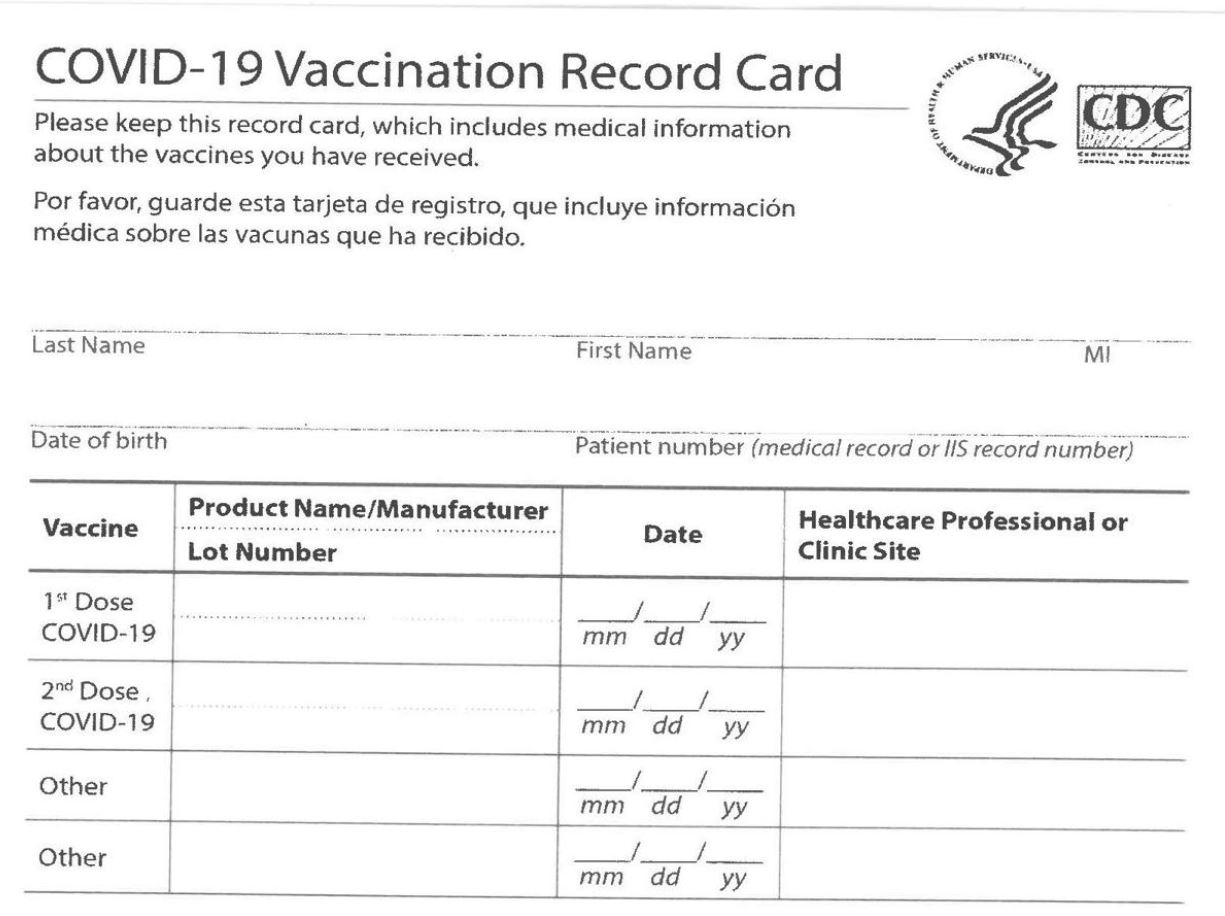 COVID-19 Vaccination Record Card
Please keep this record card, which includes medical information
about the vaccines you have received.
Por favor, guarde esta tarjeta de registro, que incluye información
médica sobre las vacunas que ha recibido.
DEPARTMENT OF HEALTH & HUMAN SERVICES · USA
CDC
CENTERS FOR DISEASE
CONTROL AND PREVENTION
Last Name First Name MI
Date of birth Patient number (medical record or IIS record number)
Vaccine Product Name/Manufacturer Date Healthcare Professional or
Lot Number Clinic Site
1st Dose ___/___/___
COVID-19 mm dd yy
2nd Dose ___/___/___
COVID-19 mm dd yy
Other ___/___/___
mm dd yy
Other ___/___/___
mm dd yy